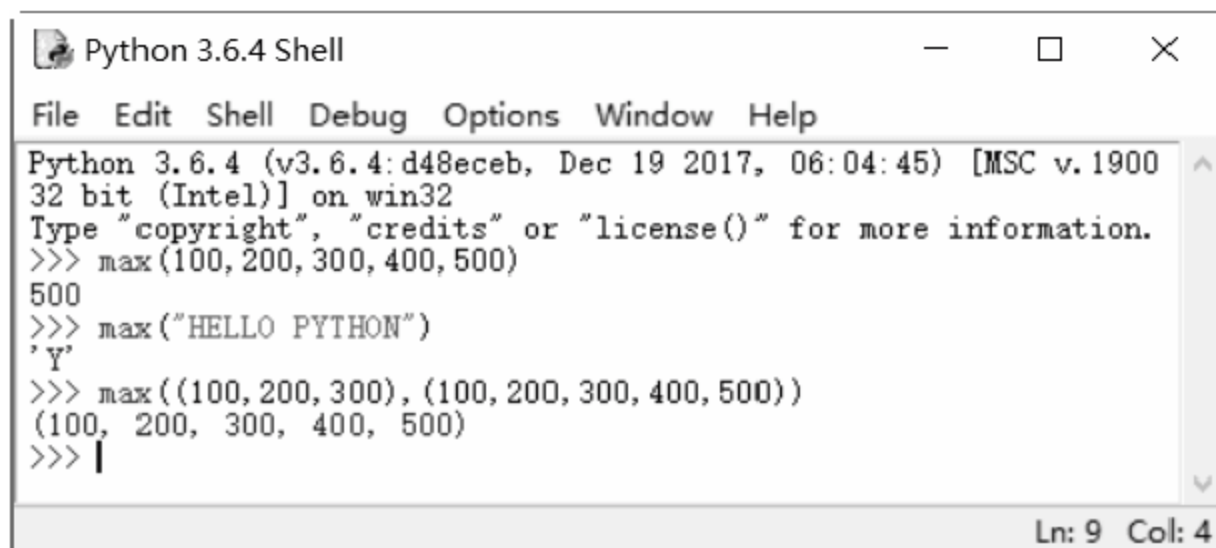 Python 3.6.4 Shell
File Edit Shell Debug Options Window Help
Python 3.6.4 (v3.6.4:d48eceb, Dec 19 2017, 06:04:45) [MSC v.1900
32 bit (Intel)] on win32
Type "copyright", "credits" or "license()" for more information.
>>> max(100,200,300,400,500)
500
>>> max("HELLO PYTHON")
'Y'
>>> max((100,200,300),(100,200,300,400,500))
(100, 200, 300, 400, 500)
>>>
Ln: 9 Col: 4